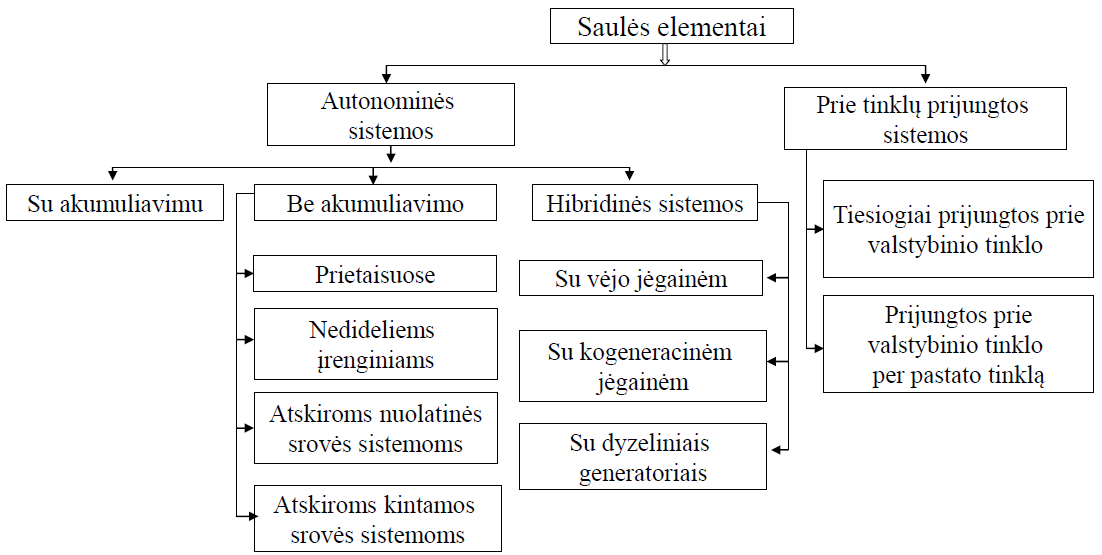 Saulės elementai
Autonominės
sistemos
Prie tinklų prijungtos
sistemos
Su akumuliavimu
Be akumuliavimo
Hibridinės sistemos
Prietaisuose
Nedideliems
įrenginiams
Atskiroms nuolatinės
srovės sistemoms
Atskiroms kintamos
srovės sistemoms
Su vėjo jėgainėm
Su kogeneracinėm
jėgainėm
Su dyzeliniais
generatoriais
Tiesiogiai prijungtos prie
valstybinio tinklo
Prijungtos prie
valstybinio tinklo
per pastato tinklą